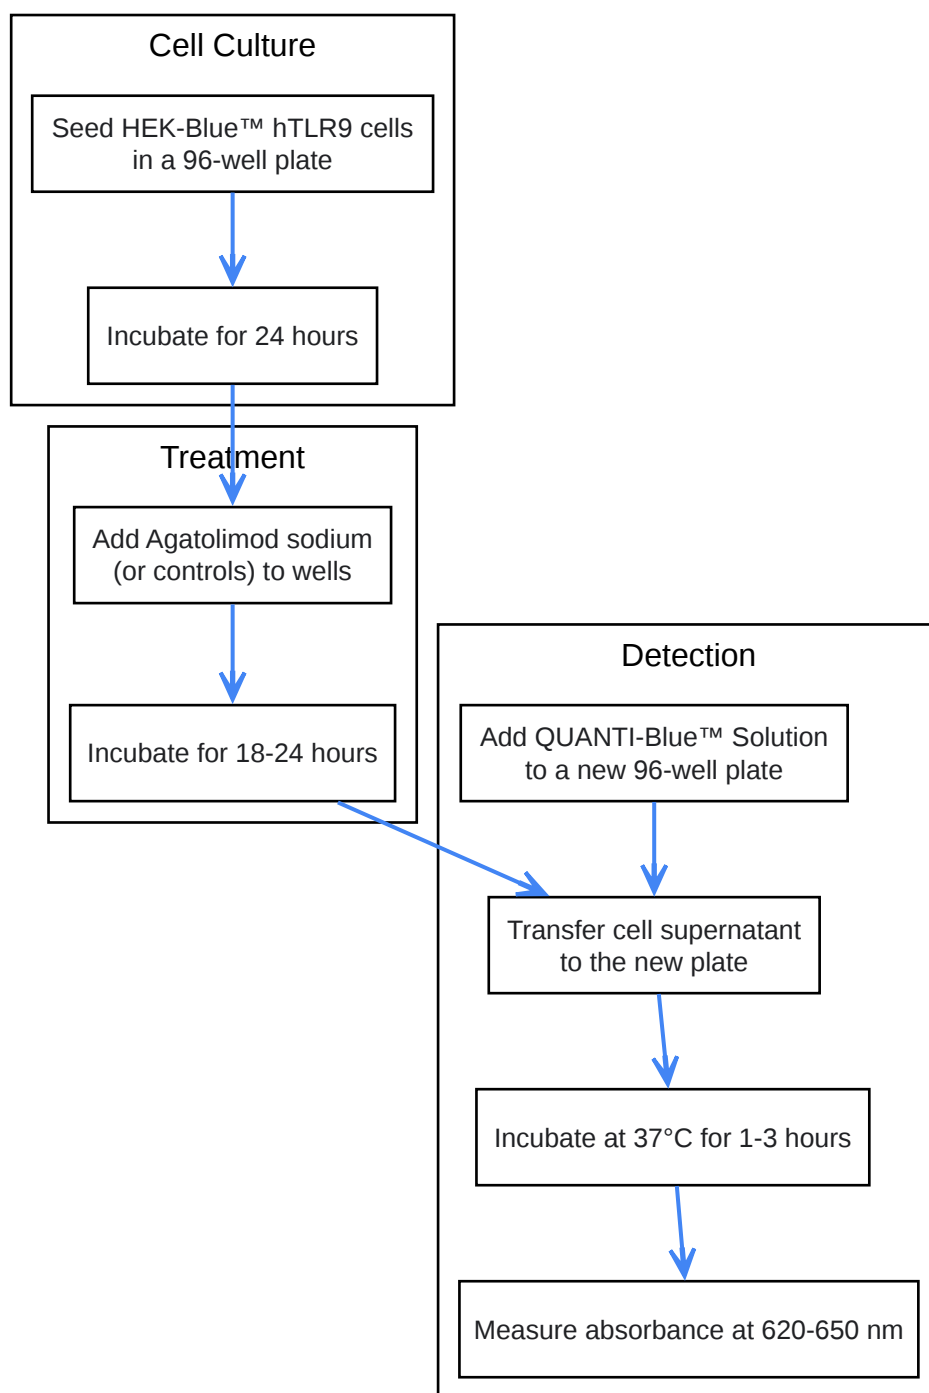 Cell Culture
Seed HEK-Blue™ hTLR9 cells
in a 96-well plate
Incubate for 24 hours
Treatment
Add Agatolimod sodium
(or controls) to wells
Incubate for 18-24 hours
Detection
Add QUANTI-Blue™ Solution
to a new 96-well plate
Transfer cell supernatant
to the new plate
Incubate at 37°C for 1-3 hours
Measure absorbance at 620-650 nm